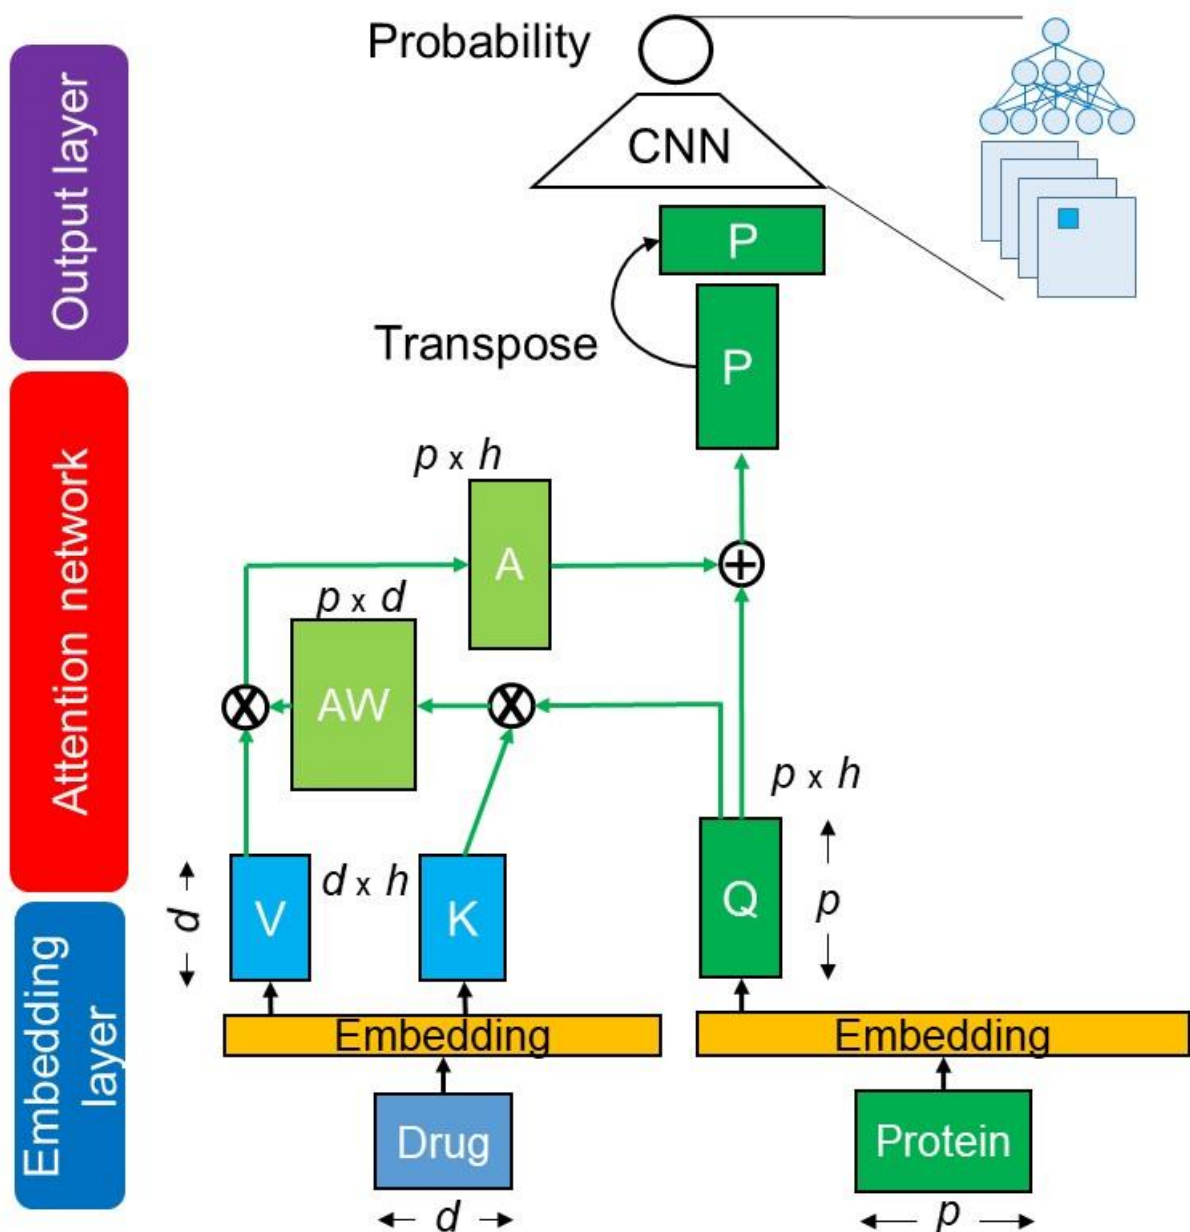 Probability
CNN
P
Transpose
P
p x h
A
+
p x d
X
AW
X
p x h
d
V
d x h
K
Q
p
Embedding
Embedding
Drug
Protein
d
p
Output layer
Attention network
Embedding
layer